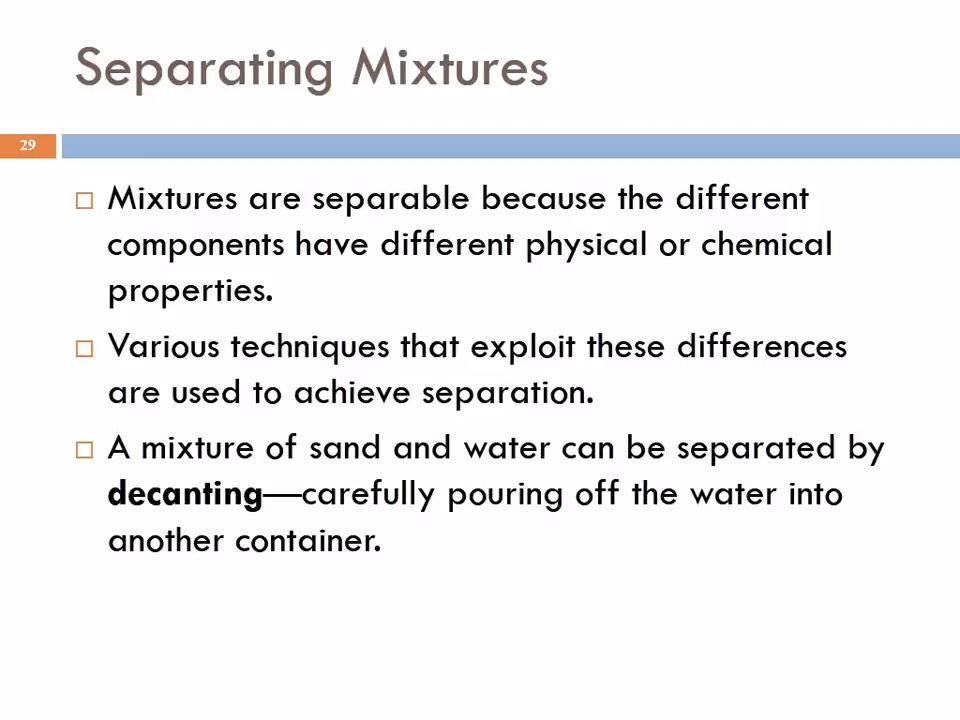 Separating Mixtures
29
Mixtures are separable because the different
components have different physical or chemical
properties.
Various techniques that exploit these differences
are used to achieve separation.
A mixture of sand and water can be separated by
decanting—carefully pouring off the water into
another container.